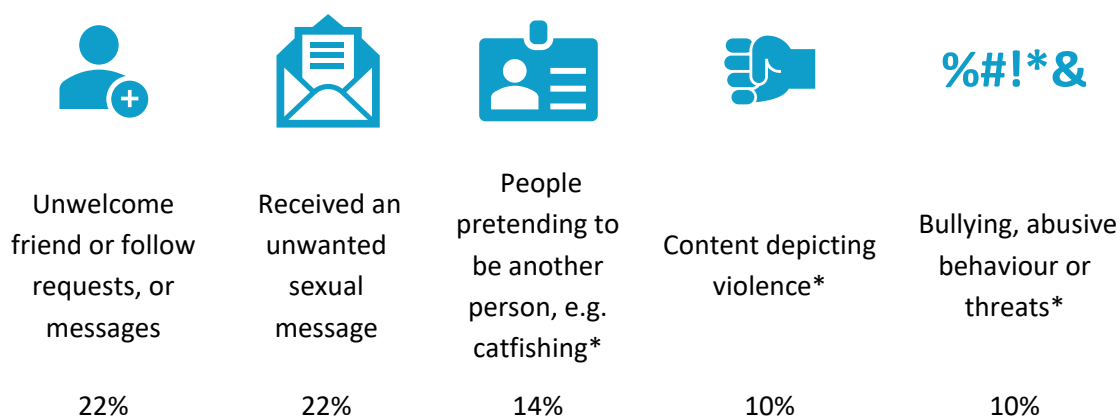 %#!*&
Unwelcome
friend or follow
requests, or
messages
22%
Received an
unwanted
sexual
message
22%
People
pretending to
be another
person, e.g.
catfishing*
14%
Content depicting
violence*
10%
Bullying, abusive
behaviour or
threats*
10%